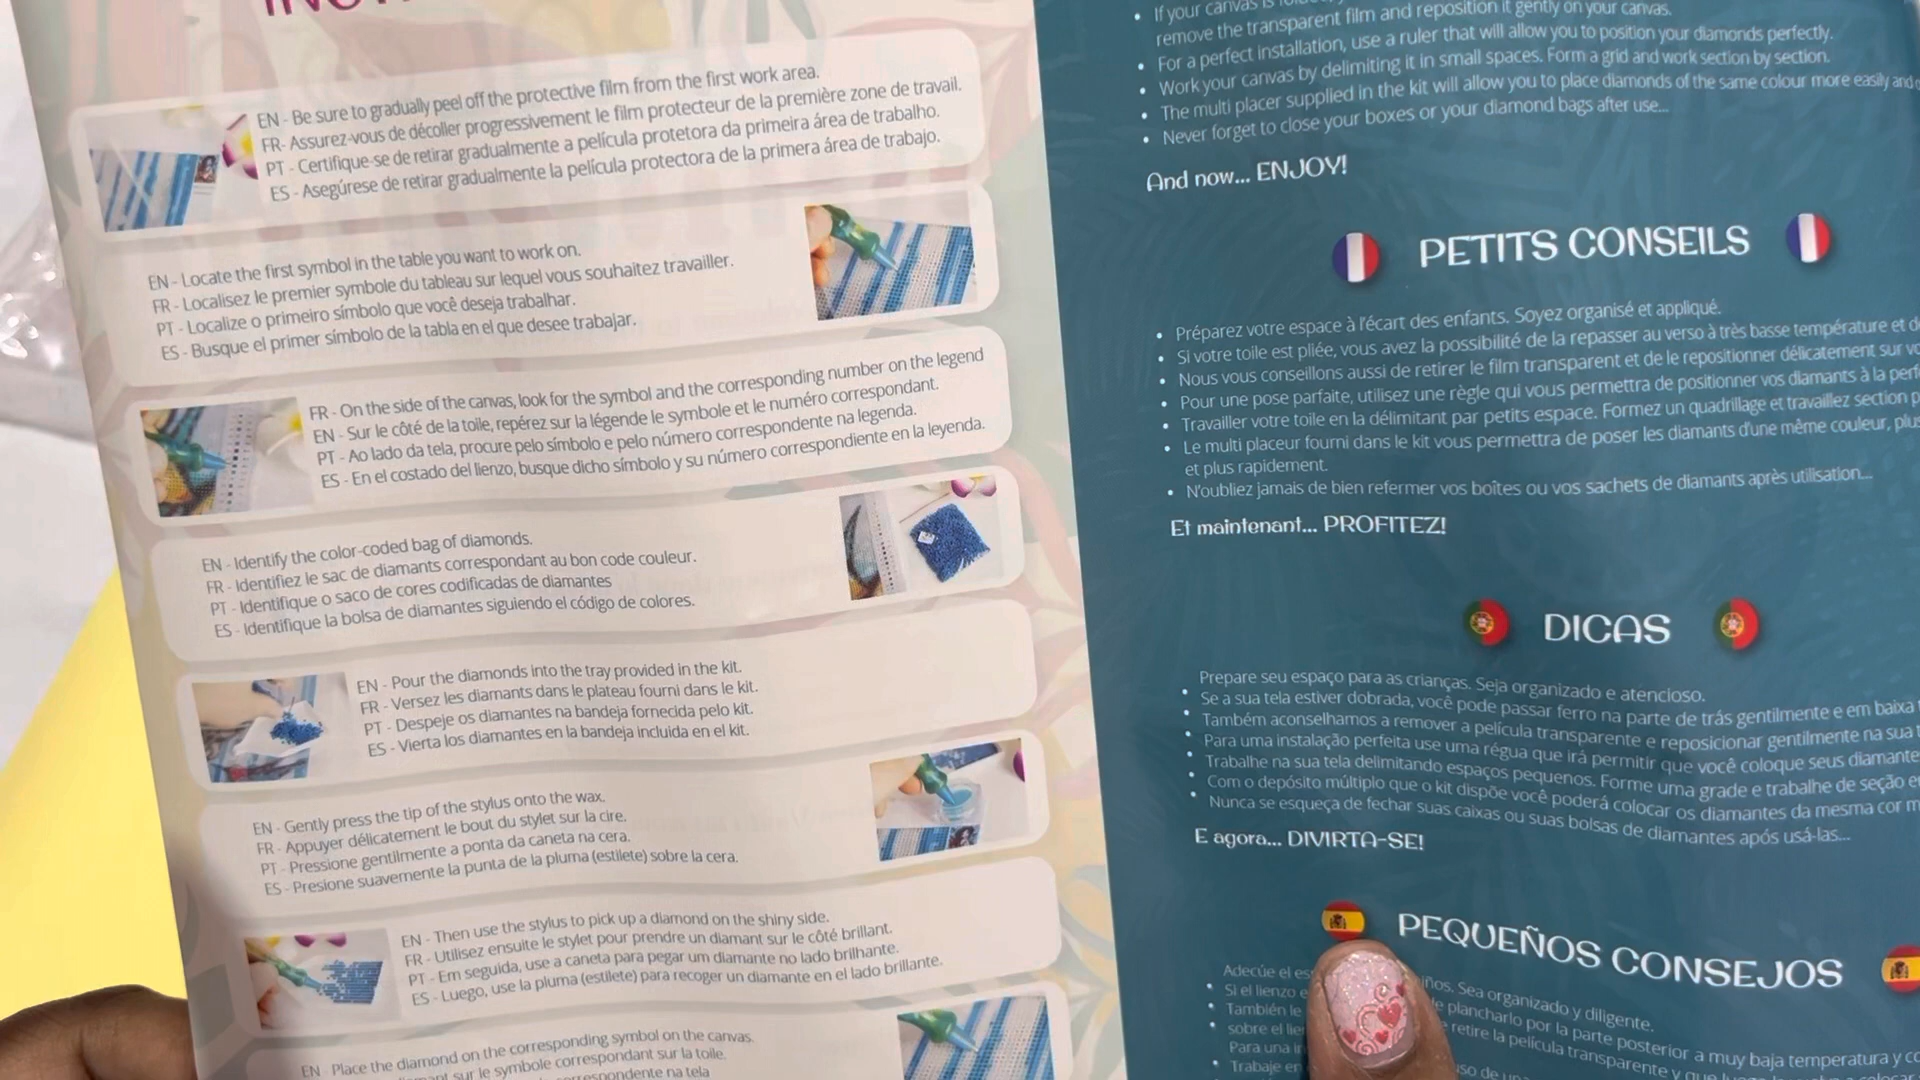 EN - Be sure to gradually peel off the protective film from the first work area.
FR- Assurez-vous de décoller progressivement le film protecteur de la première zone de travail.
PT - Certifique-se de retirar gradualmente a película protetora da primeira área de trabalho.
ES - Asegúrese de retirar gradualmente la película protectora de la primera área de trabajo.
EN - Locate the first symbol in the table you want to work on.
FR - Localisez le premier symbole du tableau sur lequel vous souhaitez travailler.
PT - Localize o primeiro símbolo que você deseja trabalhar.
ES - Busque el primer símbolo de la tabla en el que desee trabajar.
FR - On the side of the canvas, look for the symbol and the corresponding number on the legend
EN - Sur le côté de la toile, repérez sur la légende le symbole et le numéro correspondant.
PT - Ao lado da tela, procure pelo símbolo e pelo número correspondente na legenda.
ES - En el costado del lienzo, busque dicho símbolo y su número correspondiente en la leyenda.
EN - Identify the color-coded bag of diamonds.
FR - Identifiez le sac de diamants correspondant au bon code couleur.
PT - Identifique o saco de cores codificadas de diamantes
ES - Identifique la bolsa de diamantes siguiendo el código de colores.
EN - Pour the diamonds into the tray provided in the kit.
FR - Versez les diamants dans le plateau fourni dans le kit.
PT - Despeje os diamantes na bandeja fornecida pelo kit.
ES - Vierta los diamantes en la bandeja incluida en el kit.
EN - Gently press the tip of the stylus onto the wax.
FR - Appuyer délicatement le bout du stylet sur la cire.
PT - Pressione gentilmente a ponta da caneta na cera.
ES - Presione suavemente la punta de la pluma (estilete) sobre la cera.
EN - Then use the stylus to pick up a diamond on the shiny side.
FR - Utilisez ensuite le stylet pour prendre un diamant sur le côté brillant.
PT - Em seguida, use a caneta para pegar um diamante no lado brilhante.
ES - Luego, use la pluma (estilete) para recoger un diamante en el lado brillante.
EN - Place the diamond on the corresponding symbol on the canvas.
sur le symbole correspondant sur la toile.
na tela
• If your canvas is
remove the transparent film and reposition it gently on your canvas.
• For a perfect installation, use a ruler that will allow you to position your diamonds perfectly.
• Work your canvas by delimiting it in small spaces. Form a grid and work section by section.
• The multi placer supplied in the kit will allow you to place diamonds of the same colour more easily and
• Never forget to close your boxes or your diamond bags after use...
And now... ENJOY!
PETITS CONSEILS
• Préparez votre espace à l'écart des enfants. Soyez organisé et appliqué.
• Si votre toile est pliée, vous avez la possibilité de la repasser au verso à très basse température et
• Nous vous conseillons aussi de retirer le film transparent et de le repositionner délicatement sur
• Pour une pose parfaite, utilisez une règle qui vous permettra de positionner vos diamants à la
• Travailler votre toile en la délimitant par petits espace. Formez un quadrillage et travaillez section
• Le multi placeur fourni dans le kit vous permettra de poser les diamants d'une même couleur,
et plus rapidement.
• N'oubliez jamais de bien refermer vos boîtes ou vos sachets de diamants après utilisation...
Et maintenant... PROFITEZ!
DICAS
Prepare seu espaço para as crianças. Seja organizado e atencioso.
• Se a sua tela estiver dobrada, você pode passar ferro na parte de trás gentilmente e em baixa
• Também aconselhamos a remover a película transparente e reposicionar gentilmente na sua
• Para uma instalação perfeita use uma régua que irá permitir que você coloque seus diamante
• Trabalhe na sua tela delimitando espaços pequenos. Forme uma grade e trabalhe de seção
• Com o depósito múltiplo que o kit dispõe você poderá colocar os diamantes da mesma cor
• Nunca se esqueça de fechar suas caixas ou suas bolsas de diamantes após usá-las...
E agora... DIVIRTA-SE!
PEQUEÑOS CONSEJOS
Adecúe el Sea organizado y diligente.
• Si el lienzo plancharlo por la parte posterior a muy baja temperatura y
• También retire la película transparente y
• sobre el
Para una
• Trabaje en